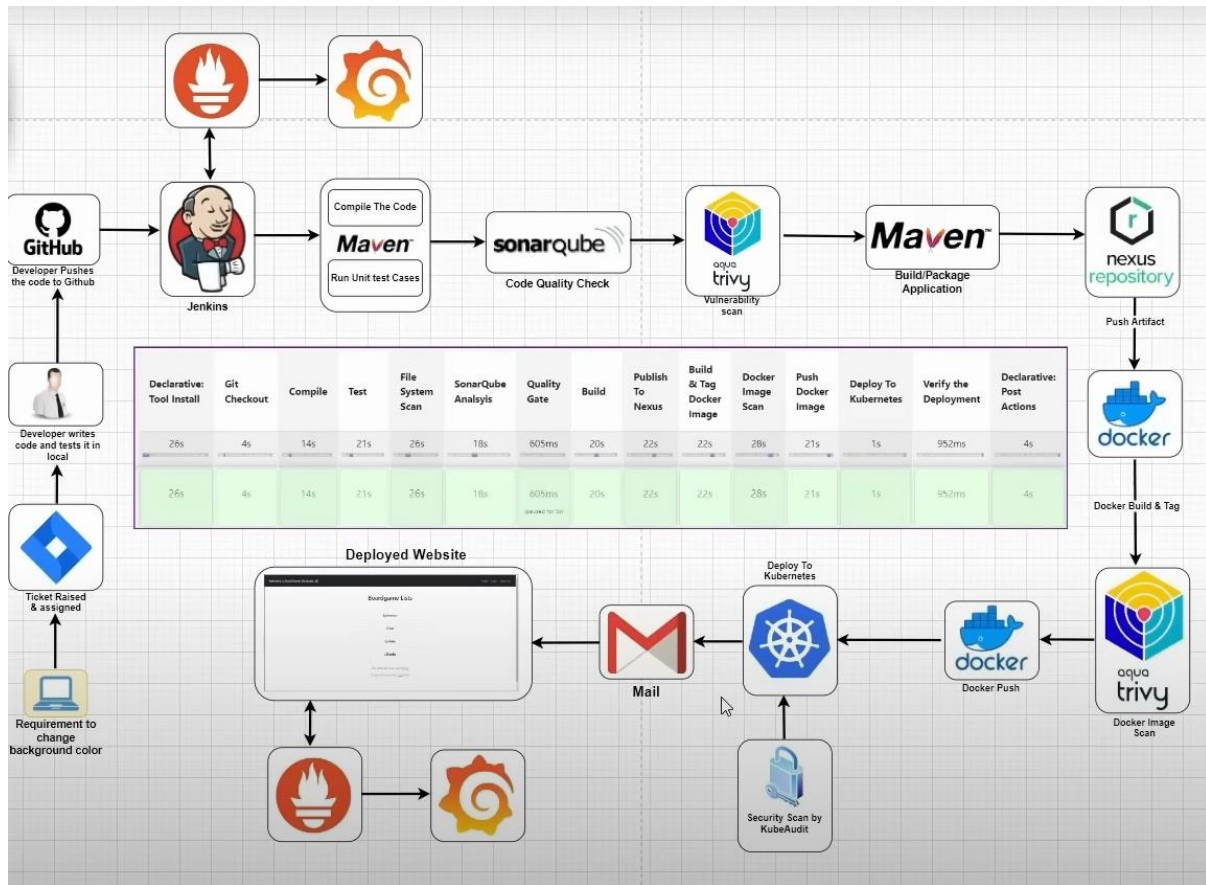 GitHub
Developer Pushes
the code to Github
Jenkins
Compile The Code
Maven™
Run Unit test Cases
sonarqube
Code Quality Check
aqua
trivy
Vulnerability
scan
Maven™
Build/Package
Application
nexus
repository
Push Artifact
Declarative:
Tool Install
Git
Checkout
Compile
Test
File
System
Scan
SonarQube
Analsyis
Quality
Gate
Build
Publish
To
Nexus
Build
& Tag
Docker
Image
Docker
Image
Scan
Push
Docker
Image
Deploy To
Kubernetes
Verify the
Deployment
Declarative:
Post
Actions
26s 4s 14s 21s 26s 18s 605ms 20s 22s 22s 28s 21s 1s 952ms 4s
26s 4s 14s 21s 26s 18s 605ms 20s 22s 22s 28s 21s 1s 952ms 4s
docker
Developer writes
code and tests it in
local
Docker Build & Tag
Ticket Raised
& assigned
Requirement to
change
background color
Deployed Website
Boardgame Lists
Mail
Deploy To
Kubernetes
docker
Docker Push
aqua
trivy
Docker Image
Scan
Security Scan by
KubeAudit